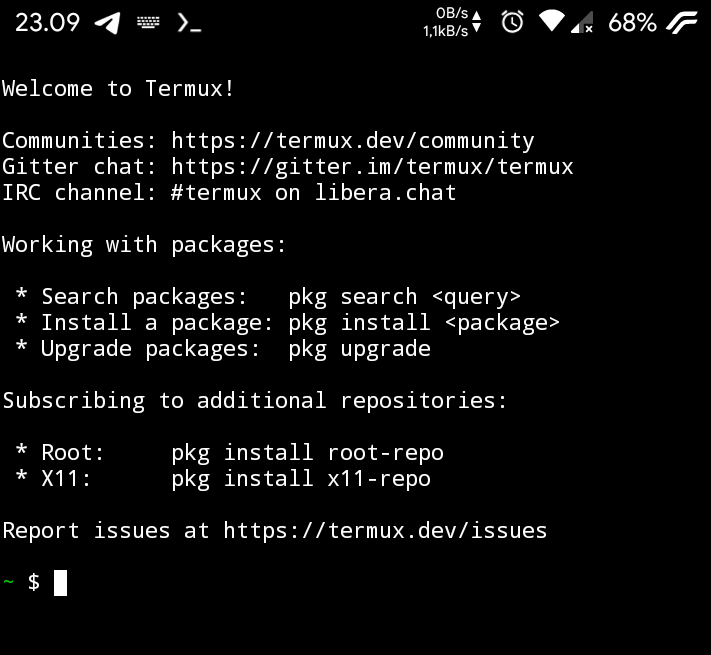 23.09 0B/s 68%
1,1kB/s
Welcome to Termux!
Communities: https://termux.dev/community
Gitter chat: https://gitter.im/termux/termux
IRC channel: #termux on libera.chat
Working with packages:
* Search packages:   pkg search <query>
* Install a package: pkg install <package>
* Upgrade packages:  pkg upgrade
Subscribing to additional repositories:
* Root:     pkg install root-repo
* X11:      pkg install x11-repo
Report issues at https://termux.dev/issues
~ $